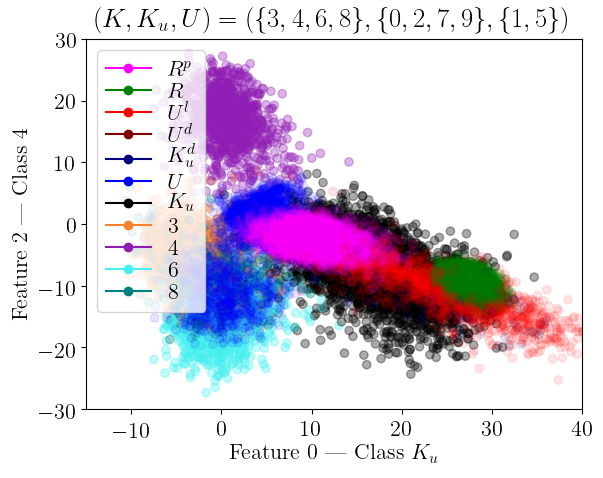 (K, K_u, U) = ({3, 4, 6, 8}, {0, 2, 7, 9}, {1, 5})
30
20
10
0
−10
−20
−30
Feature 2 — Class 4
R^p
R
U^l
U^d
K_u^d
U
K_u
3
4
6
8
−10 0 10 20 30 40
Feature 0 — Class K_u